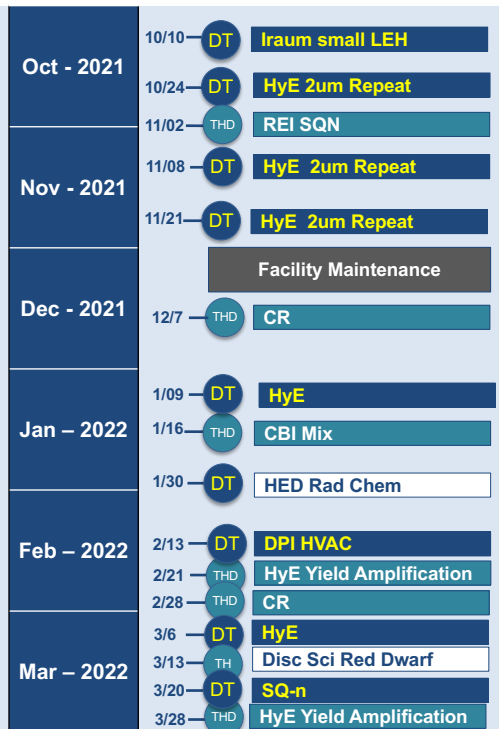 Oct - 2021
10/10 DT Iraum small LEH
10/24 DT HyE 2um Repeat
11/02 THD REI SQN
Nov - 2021
11/08 DT HyE 2um Repeat
11/21 DT HyE 2um Repeat
Facility Maintenance
Dec - 2021
12/7 THD CR
1/09 DT HyE
Jan – 2022
1/16 THD CBI Mix
1/30 DT HED Rad Chem
Feb – 2022
2/13 DT DPI HVAC
2/21 THD HyE Yield Amplification
2/28 THD CR
3/6 DT HyE
Mar – 2022
3/13 TH Disc Sci Red Dwarf
3/20 DT SQ-n
3/28 THD HyE Yield Amplification